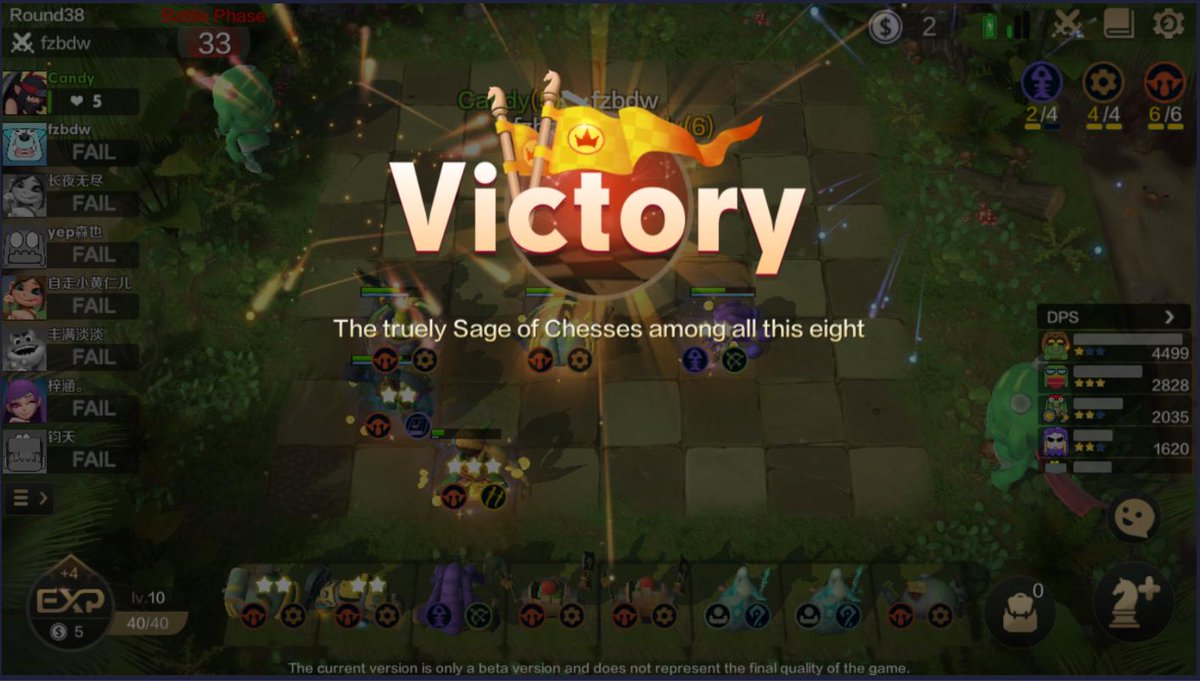 Round38
Battle Phase
fzbdw
33
2
Candy
5
fzbdw
FAIL
长夜无尽
FAIL
yep森也
FAIL
自走小黄仁儿
FAIL
丰满淡淡
FAIL
梓涵。
FAIL
钧天
FAIL
2/4
4/4
6/6
fzbdw
(6)
Victory
The truely Sage of Chesses among all this eight
DPS
4499
2828
2035
1620
+4
EXP
5
lv.10
40/40
0
The current version is only a beta version and does not represent the final quality of the game.